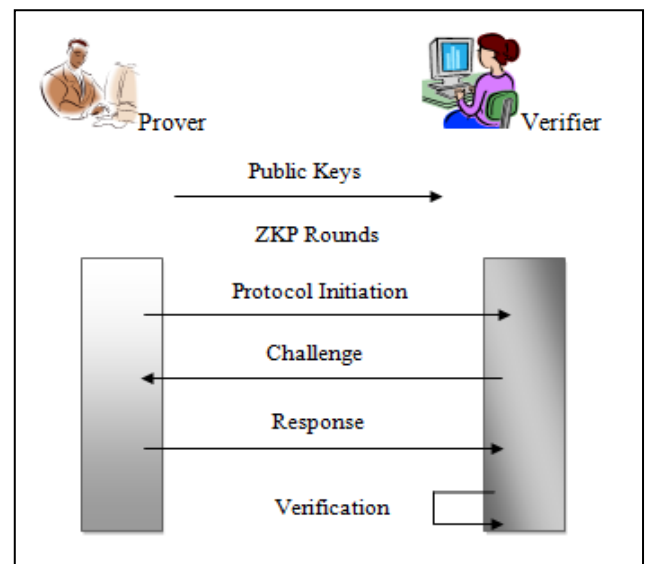 Prover
Verifier
Public Keys
ZKP Rounds
Protocol Initiation
Challenge
Response
Verification